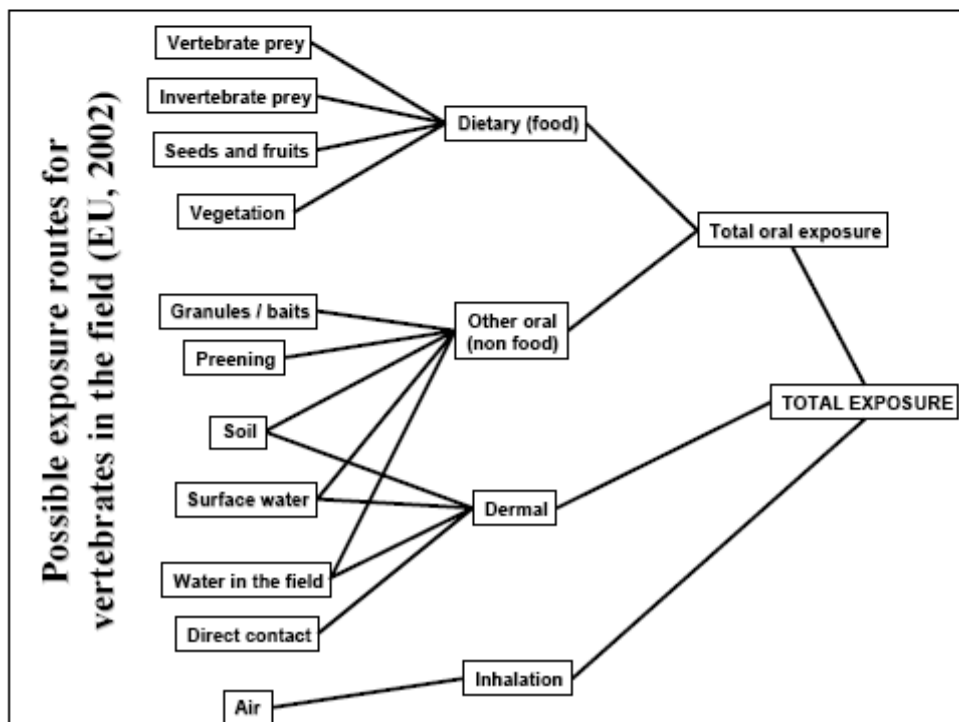 Possible exposure routes for
vertebrates in the field (EU, 2002)
Vertebrate prey
Invertebrate prey
Seeds and fruits
Vegetation
Granules / baits
Preening
Soil
Surface water
Water in the field
Direct contact
Air
Dietary (food)
Other oral
(non food)
Dermal
Inhalation
Total oral exposure
TOTAL EXPOSURE